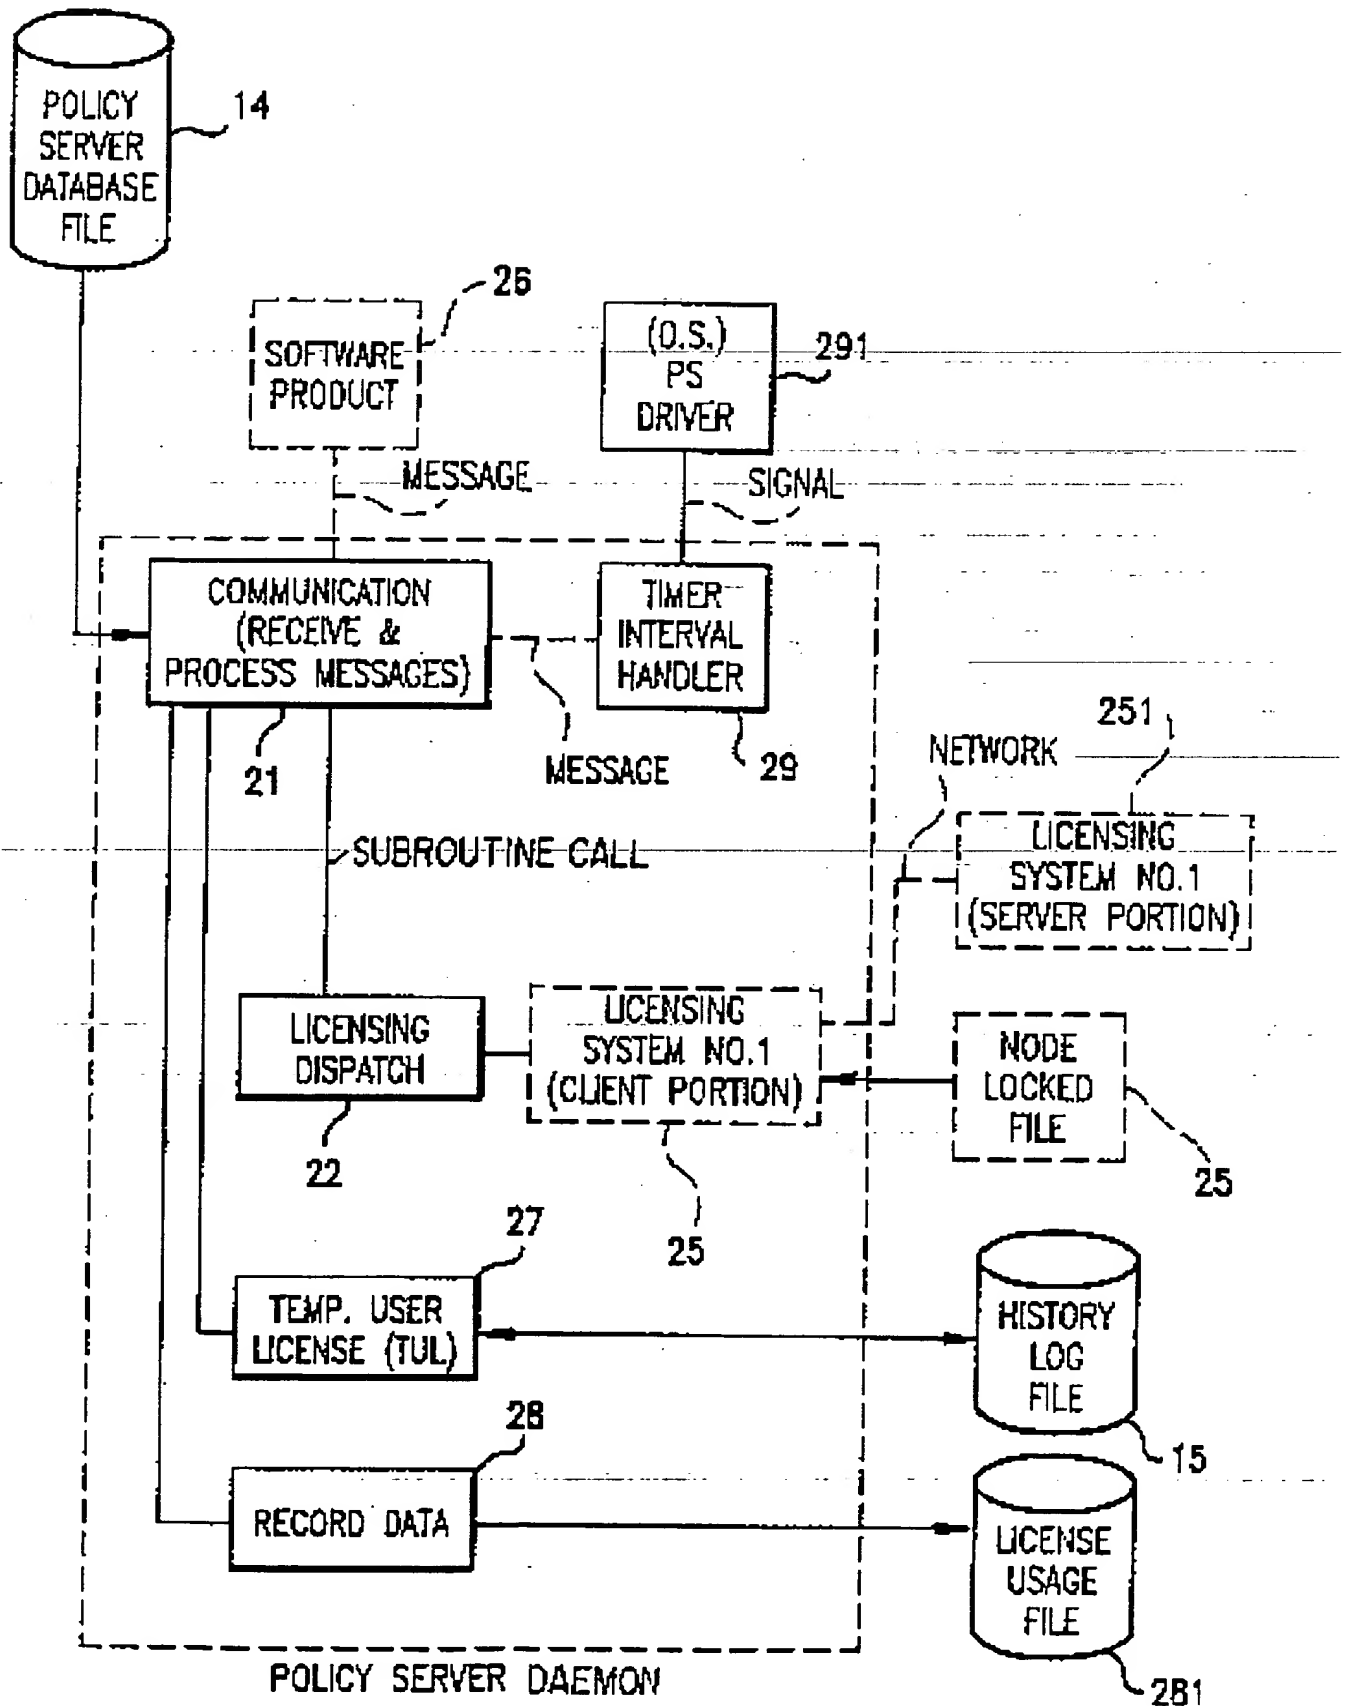 POLICY
SERVER
DATABASE
FILE
14
26
SOFTWARE
PRODUCT
(O.S.)
PS
DRIVER
291
MESSAGE
SIGNAL
COMMUNICATION
(RECEIVE &
PROCESS MESSAGES)
TIMER
INTERVAL
HANDLER
21
MESSAGE
29
NETWORK
251
SUBROUTINE CALL
LICENSING
SYSTEM NO.1
(SERVER PORTION)
LICENSING
DISPATCH
22
LICENSING
SYSTEM NO.1
(CLIENT PORTION)
25
NODE
LOCKED
FILE
25
27
TEMP. USER
LICENSE (TUL)
HISTORY
LOG
FILE
15
28
RECORD DATA
LICENSE
USAGE
FILE
281
POLICY SERVER DAEMON